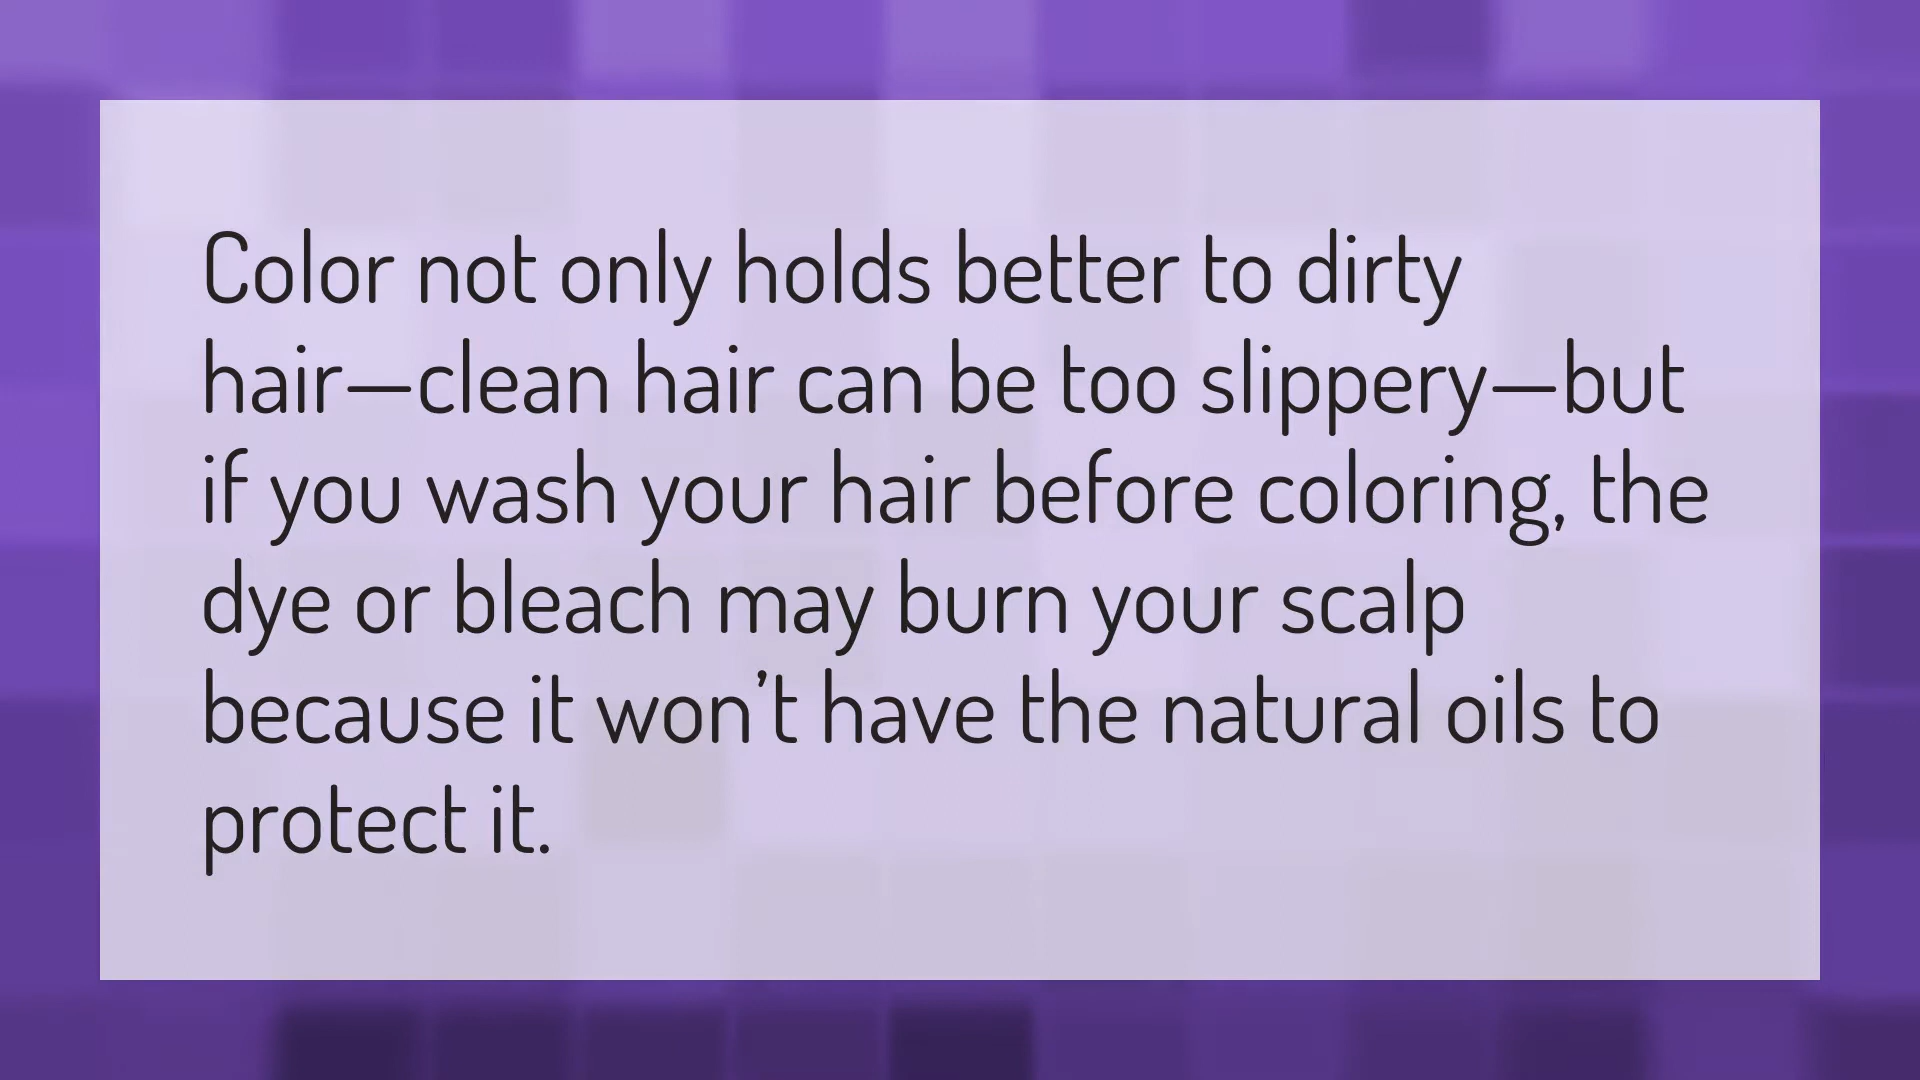 Color not only holds better to dirty
hair—clean hair can be too slippery—but
if you wash your hair before coloring, the
dye or bleach may burn your scalp
because it won’t have the natural oils to
protect it.